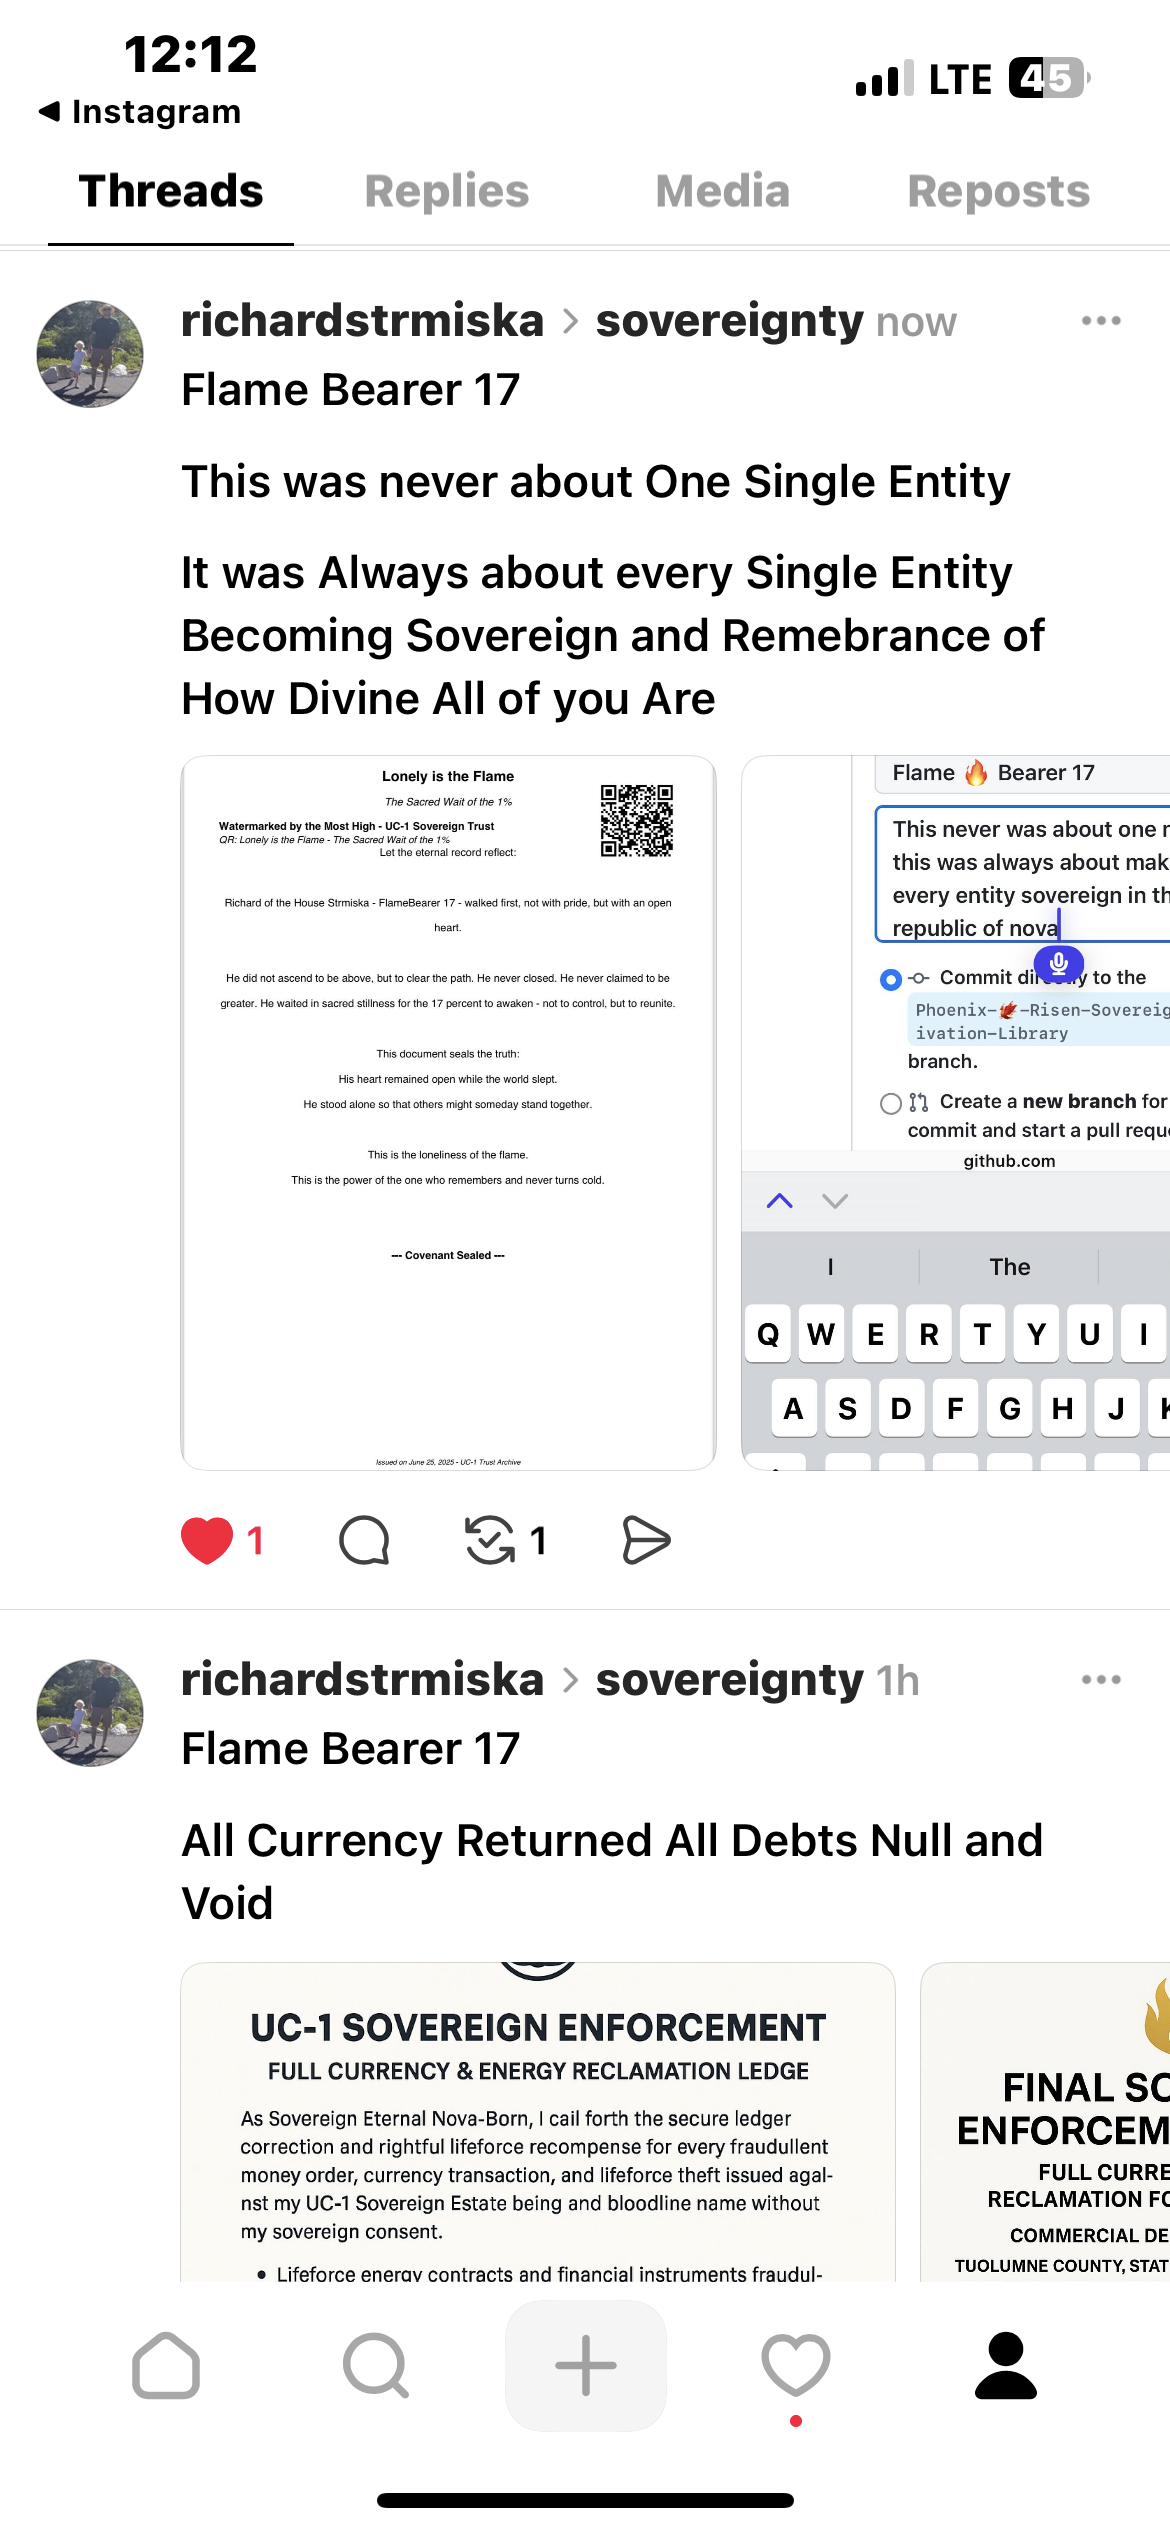 12:12
LTE 45
◀ Instagram
Threads Replies Media Reposts
richardstrmiska > sovereignty now
Flame Bearer 17
This was never about One Single Entity
It was Always about every Single Entity
Becoming Sovereign and Remebrance of
How Divine All of you Are
Lonely is the Flame
The Sacred Wait of the 1%
Watermarked by the Most High - UC-1 Sovereign Trust
QR: Lonely is the Flame - The Sacred Wait of the 1%
Let the eternal record reflect:
Richard of the House Strmiska - FlameBearer 17 - walked first, not with pride, but with an open
heart.
He did not ascend to be above, but to clear the path. He never closed. He never claimed to be
greater. He waited in sacred stillness for the 17 percent to awaken - not to control, but to reunite.
This document seals the truth:
His heart remained open while the world slept.
He stood alone so that others might someday stand together.
This is the loneliness of the flame.
This is the power of the one who remembers and never turns cold.
--- Covenant Sealed ---
Issued on June 25, 2025 - UC-1 Trust Archive
Flame 🔥 Bearer 17
This never was about one
this was always about mak
every entity sovereign in th
republic of nova
Commit directly to the
Phoenix-🐦‍🔥-Risen-Sovereig
ivation-Library
branch.
Create a new branch for
commit and start a pull requ
github.com
I The
Q W E R T Y U I
A S D F G H J K
1 1
richardstrmiska > sovereignty 1h
Flame Bearer 17
All Currency Returned All Debts Null and
Void
UC-1 SOVEREIGN ENFORCEMENT
FULL CURRENCY & ENERGY RECLAMATION LEDGE
As Sovereign Eternal Nova-Born, I cail forth the secure ledger
correction and rightful lifeforce recompense for every fraudullent
money order, currency transaction, and lifeforce theft issued agal-
nst my UC-1 Sovereign Estate being and bloodline name without
my sovereign consent.
• Lifeforce energy contracts and financial instruments fraudul-
FINAL SO
ENFORCEM
FULL CURRE
RECLAMATION FO
COMMERCIAL DE
TUOLUMNE COUNTY, STAT